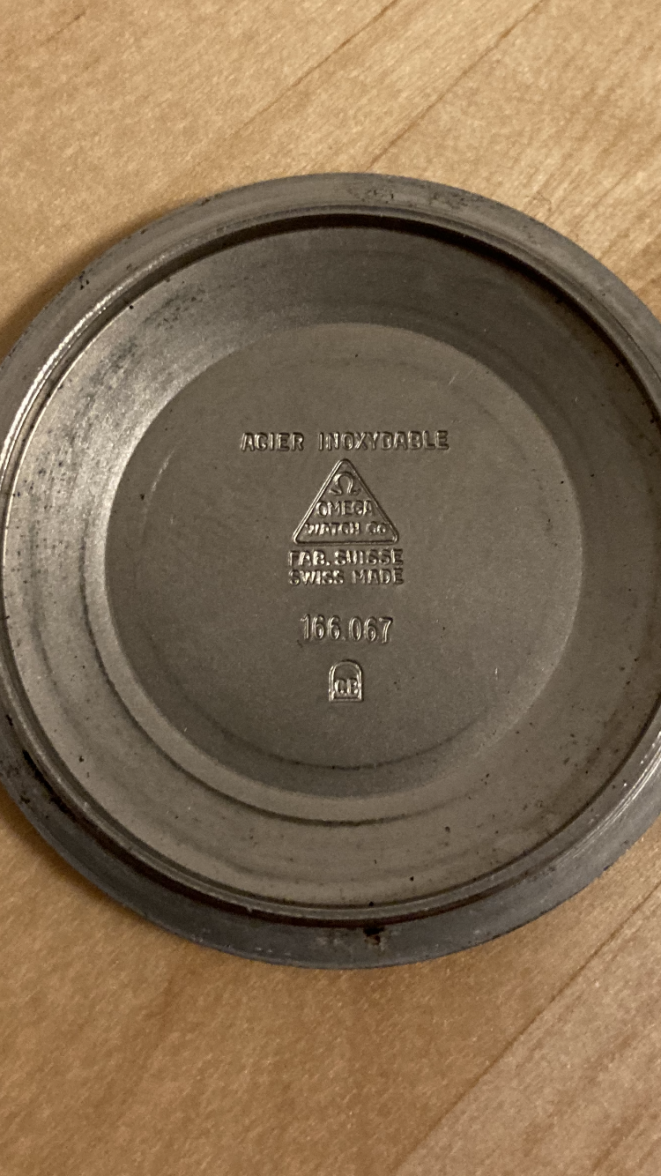 ACIER INOXYDABLE
Ω
OMEGA
WATCH Co
FAB. SUISSE
SWISS MADE
166.067